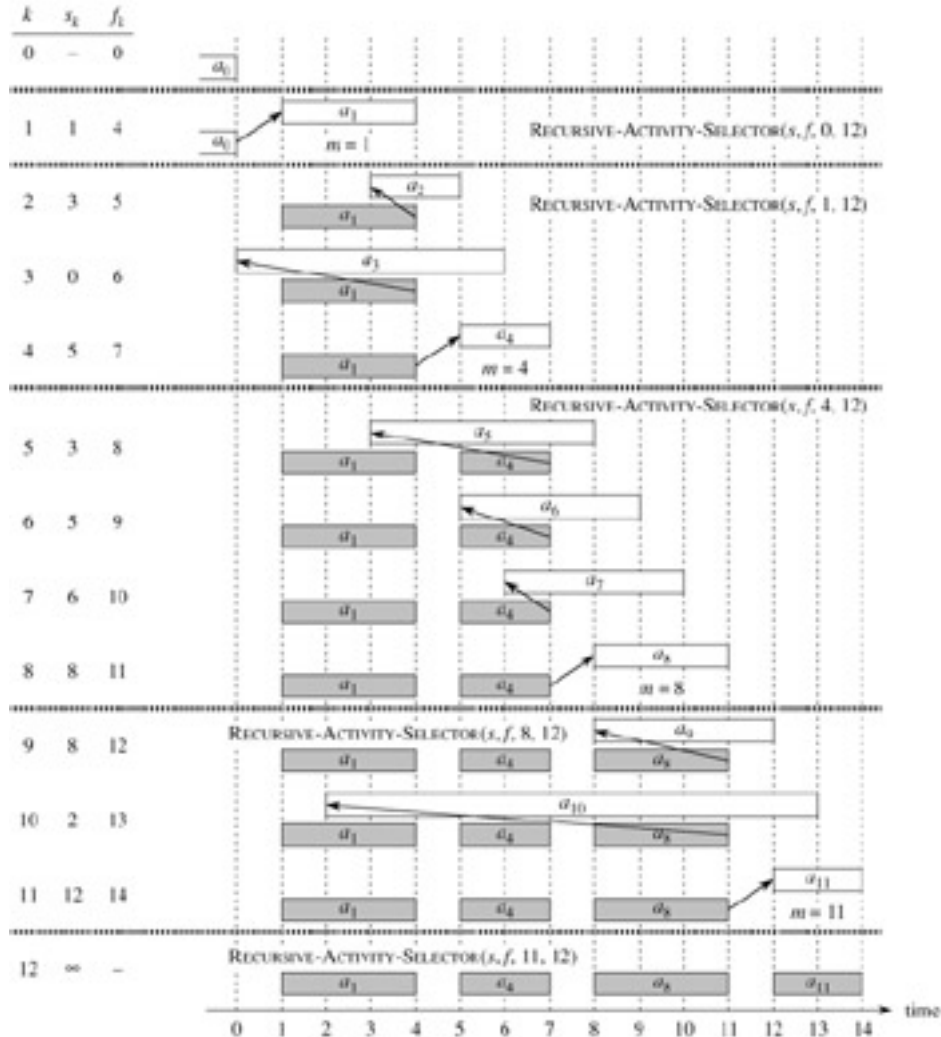 k s_k f_k
0 – 0
a_0
1 1 4
a_1
a_0
m = 1
RECURSIVE-ACTIVITY-SELECTOR(s, f, 0, 12)
2 3 5
a_2
a_1
RECURSIVE-ACTIVITY-SELECTOR(s, f, 1, 12)
3 0 6
a_3
a_1
4 5 7
a_4
a_1
m = 4
RECURSIVE-ACTIVITY-SELECTOR(s, f, 4, 12)
5 3 8
a_5
a_1 a_4
6 5 9
a_6
a_1 a_4
7 6 10
a_7
a_1 a_4
8 8 11
a_8
a_1 a_4
m = 8
9 8 12
RECURSIVE-ACTIVITY-SELECTOR(s, f, 8, 12)
a_9
a_1 a_4 a_8
10 2 13
a_10
a_1 a_4 a_8
11 12 14
a_11
a_1 a_4 a_8
m = 11
RECURSIVE-ACTIVITY-SELECTOR(s, f, 11, 12)
12 ∞ –
a_1 a_4 a_8 a_11
time
0 1 2 3 4 5 6 7 8 9 10 11 12 13 14